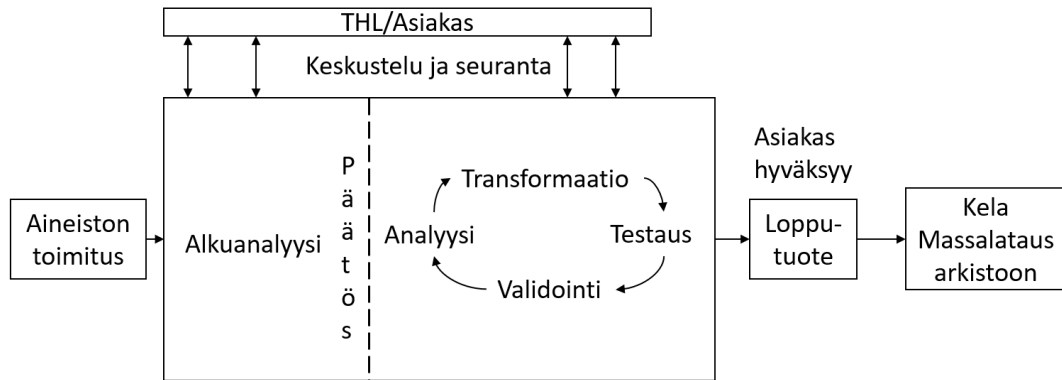 THL/Asiakas
Keskustelu ja seuranta
Aineiston
toimitus
Alkuanalyysi
Päätös
Transformaatio
Analyysi
Testaus
Validointi
Asiakas
hyväksyy
Loppu-
tuote
Kela
Massalataus
arkistoon